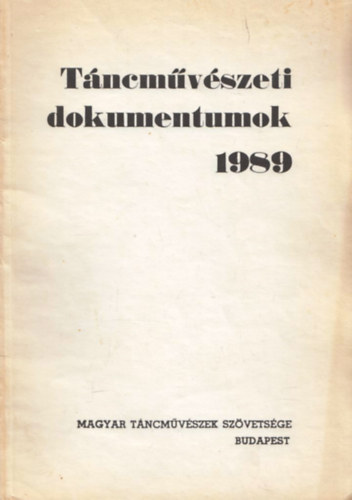 Táncművészeti
dokumentumok
1989
MAGYAR TÁNCMŰVÉSZEK SZÖVETSÉGE
BUDAPEST